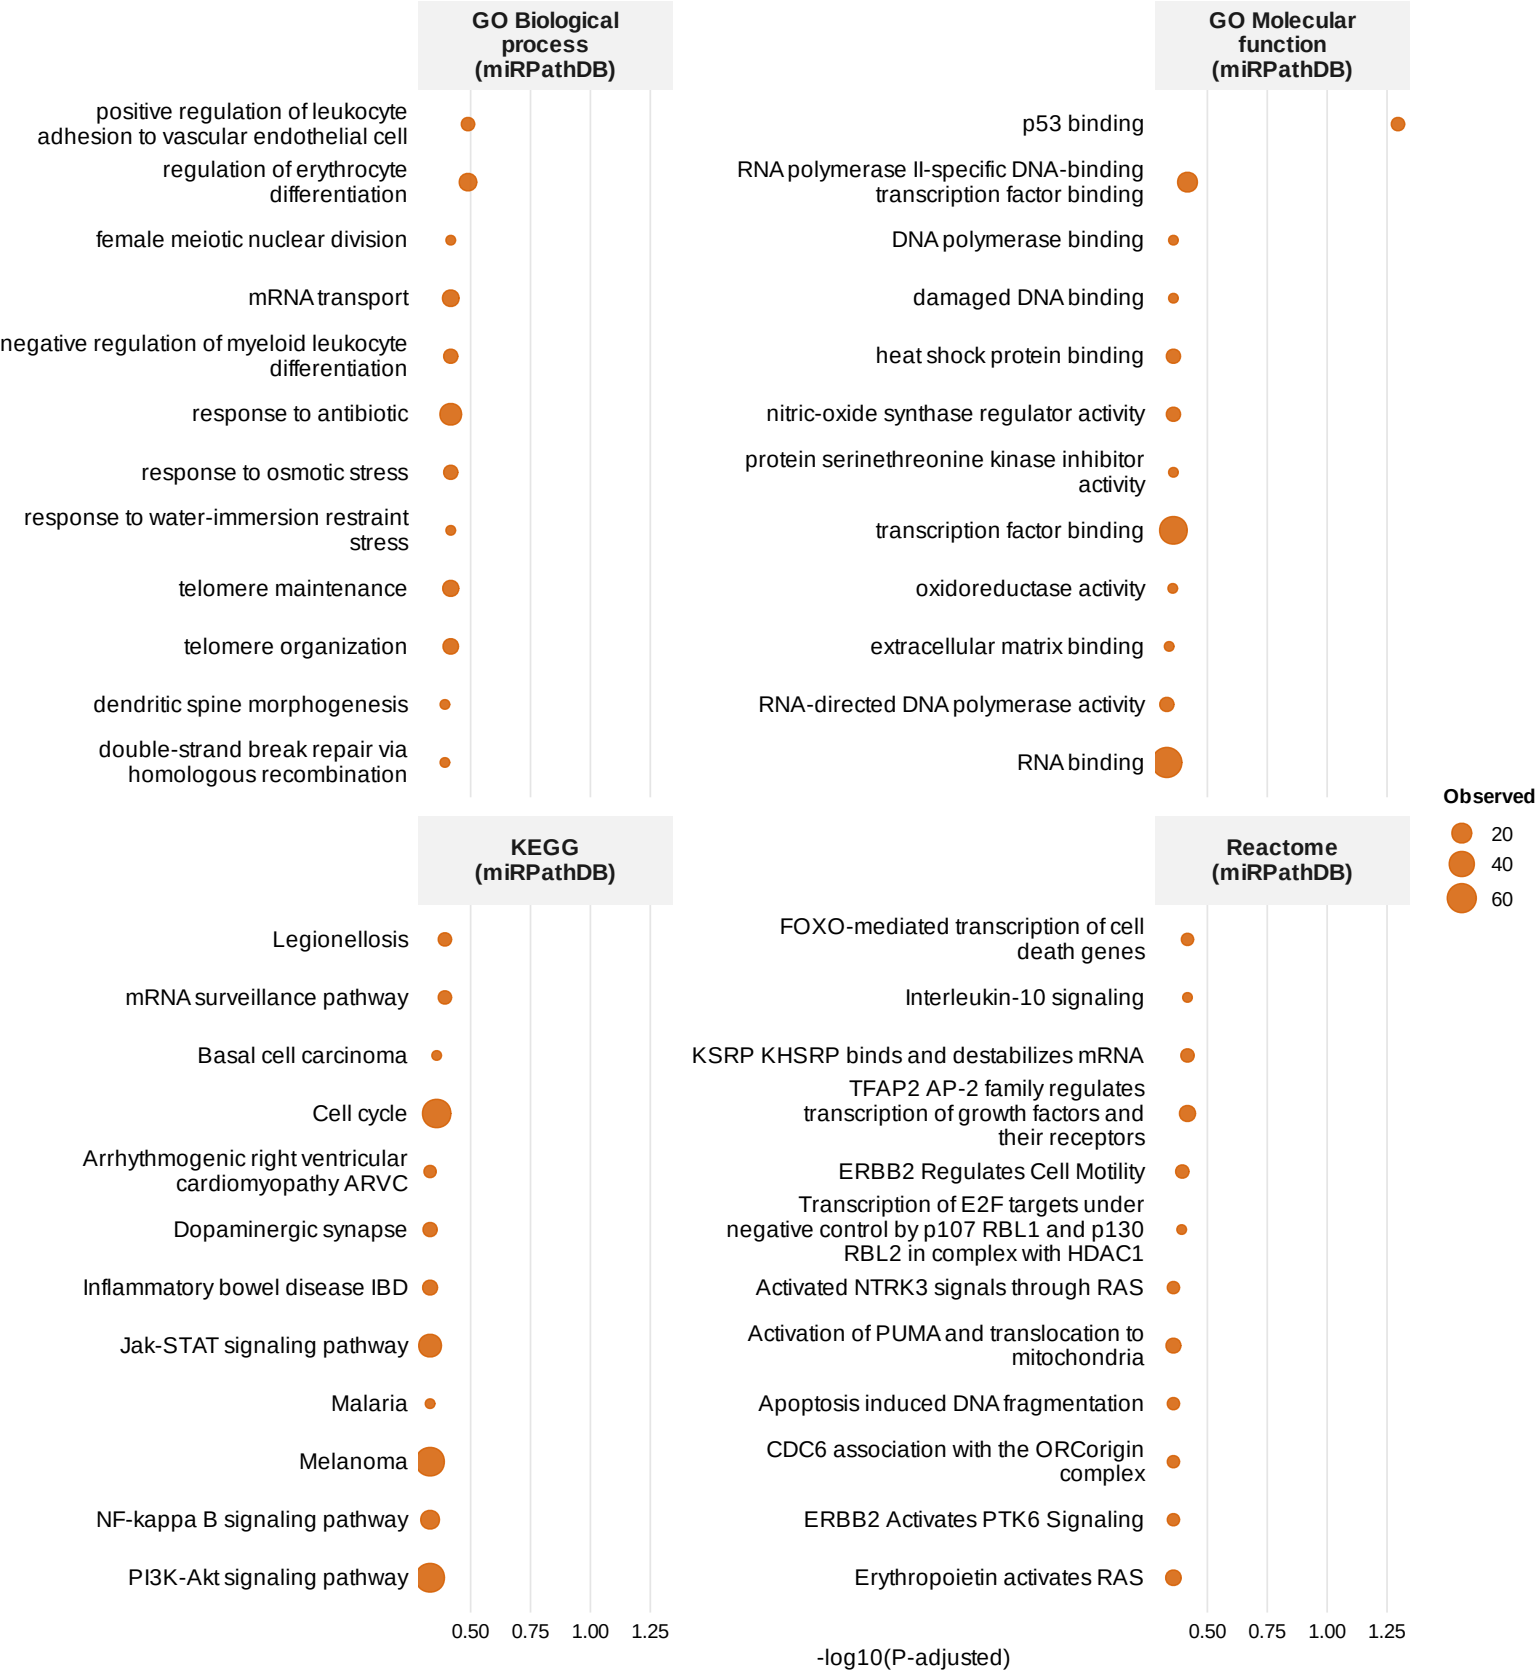 GO Biological
process
(miRPathDB)
positive regulation of leukocyte
adhesion to vascular endothelial cell
regulation of erythrocyte
differentiation
female meiotic nuclear division
mRNA transport
negative regulation of myeloid leukocyte
differentiation
response to antibiotic
response to osmotic stress
response to water-immersion restraint
stress
telomere maintenance
telomere organization
dendritic spine morphogenesis
double-strand break repair via
homologous recombination
GO Molecular
function
(miRPathDB)
p53 binding
RNA polymerase II-specific DNA-binding
transcription factor binding
DNA polymerase binding
damaged DNA binding
heat shock protein binding
nitric-oxide synthase regulator activity
protein serinethreonine kinase inhibitor
activity
transcription factor binding
oxidoreductase activity
extracellular matrix binding
RNA-directed DNA polymerase activity
RNA binding
KEGG
(miRPathDB)
Legionellosis
mRNA surveillance pathway
Basal cell carcinoma
Cell cycle
Arrhythmogenic right ventricular
cardiomyopathy ARVC
Dopaminergic synapse
Inflammatory bowel disease IBD
Jak-STAT signaling pathway
Malaria
Melanoma
NF-kappa B signaling pathway
PI3K-Akt signaling pathway
0.50 0.75 1.00 1.25
Reactome
(miRPathDB)
FOXO-mediated transcription of cell
death genes
Interleukin-10 signaling
KSRP KHSRP binds and destabilizes mRNA
TFAP2 AP-2 family regulates
transcription of growth factors and
their receptors
ERBB2 Regulates Cell Motility
Transcription of E2F targets under
negative control by p107 RBL1 and p130
RBL2 in complex with HDAC1
Activated NTRK3 signals through RAS
Activation of PUMA and translocation to
mitochondria
Apoptosis induced DNA fragmentation
CDC6 association with the ORCorigin
complex
ERBB2 Activates PTK6 Signaling
Erythropoietin activates RAS
0.50 0.75 1.00 1.25
-log10(P-adjusted)
Observed
20
40
60